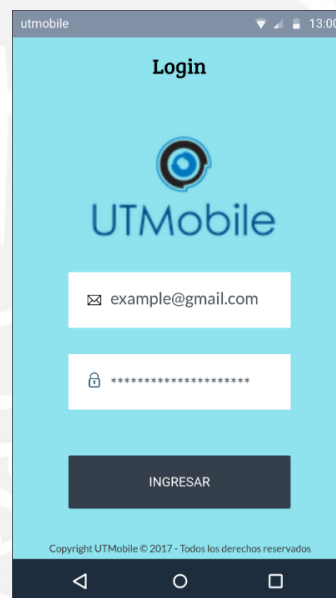 utmobile 13:00
Login
UTMobile
example@gmail.com
*********************
INGRESAR
Copyright UTMobile © 2017 - Todos los derechos reservados